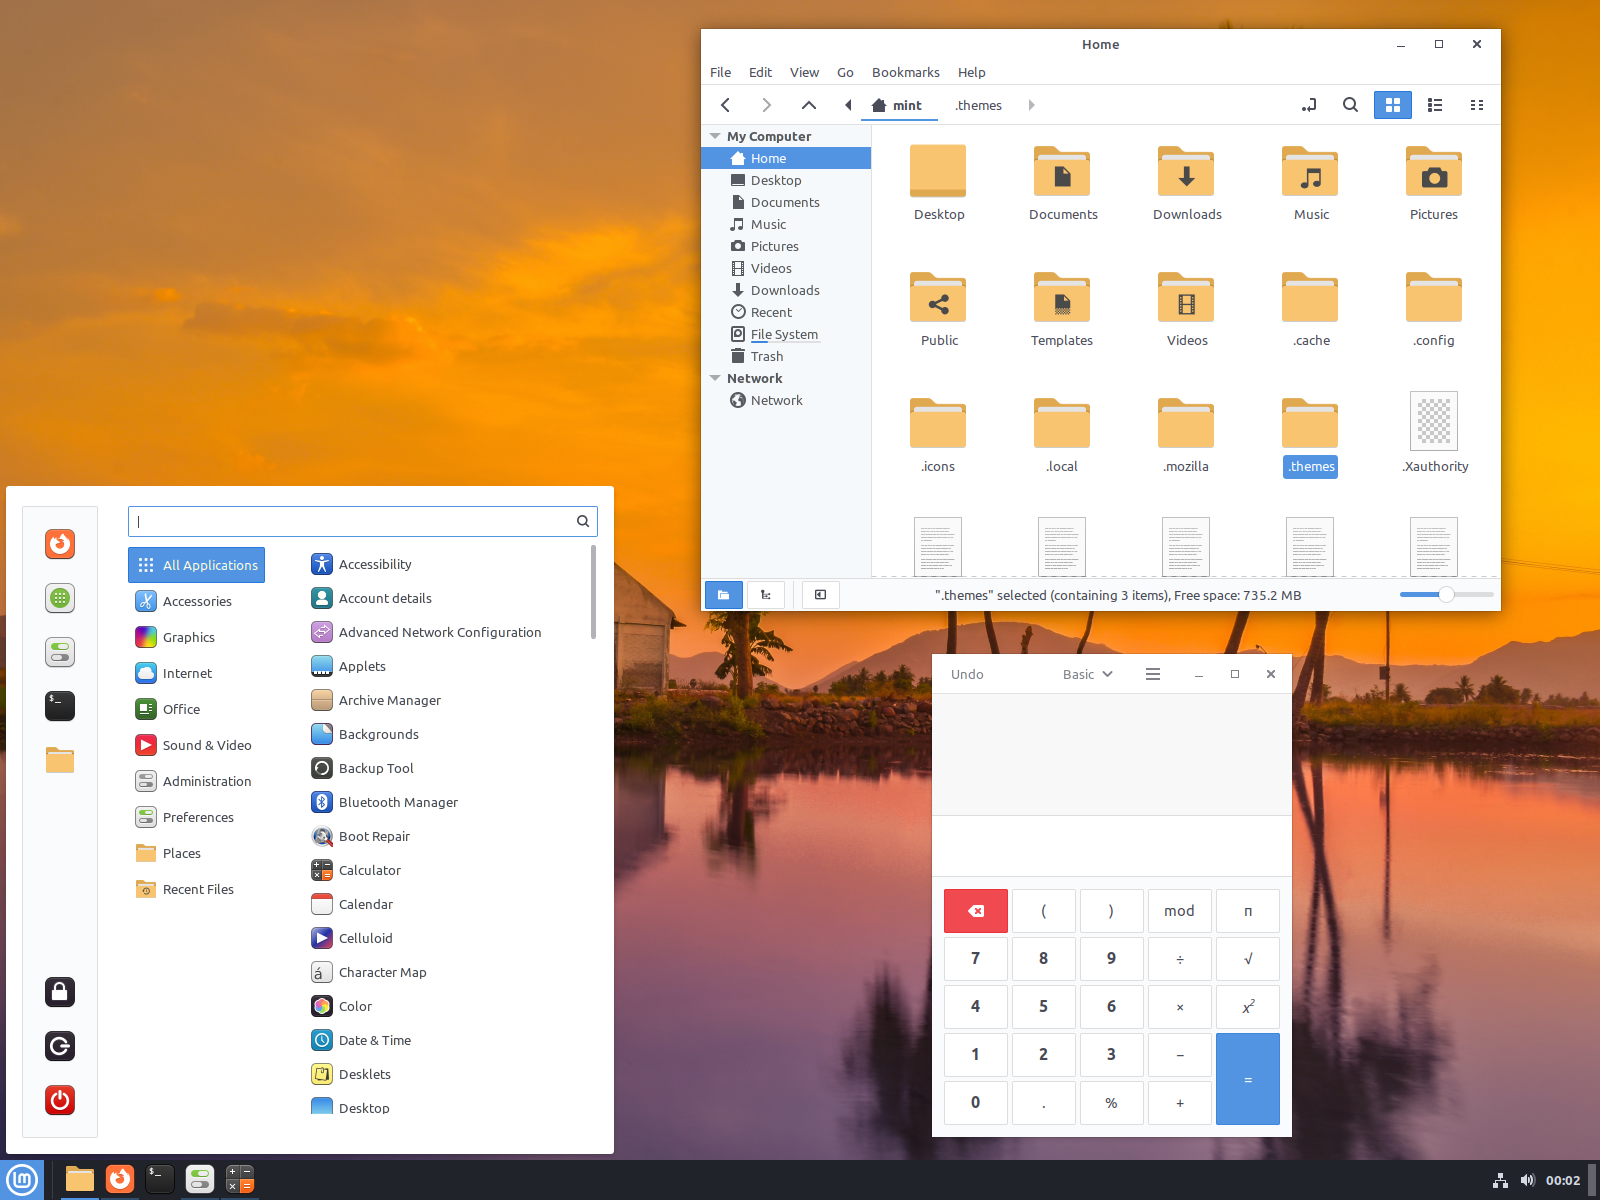 Home
File Edit View Go Bookmarks Help
mint .themes
My Computer
Home
Desktop
Documents
Music
Pictures
Videos
Downloads
Recent
File System
Trash
Network
Network
Desktop Documents Downloads Music Pictures
Public Templates Videos .cache .config
.icons .local .mozilla .themes .Xauthority
".themes" selected (containing 3 items), Free space: 735.2 MB
All Applications
Accessories
Graphics
Internet
Office
Sound & Video
Administration
Preferences
Places
Recent Files
Accessibility
Account details
Advanced Network Configuration
Applets
Archive Manager
Backgrounds
Backup Tool
Bluetooth Manager
Boot Repair
Calculator
Calendar
Celluloid
Character Map
Color
Date & Time
Desklets
Desktop
Undo Basic
( ) mod π
7 8 9 ÷ √
4 5 6 × x²
1 2 3 −
=
0 . % +
00:02